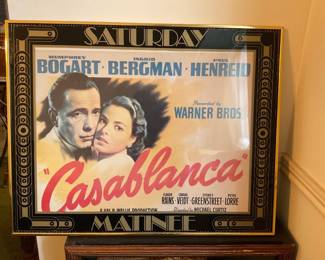 SATURDAY
HUMPHREY INGRID PAUL
BOGART · BERGMAN · HENREID
Presented by
WARNER BROS.
"Casablanca"
CLAUDE CONRAD SYDNEY PETER
RAINS VEIDT GREENSTREET LORRE
A HAL B. WALLIS PRODUCTION
Directed by MICHAEL CURTIZ
MATINEE